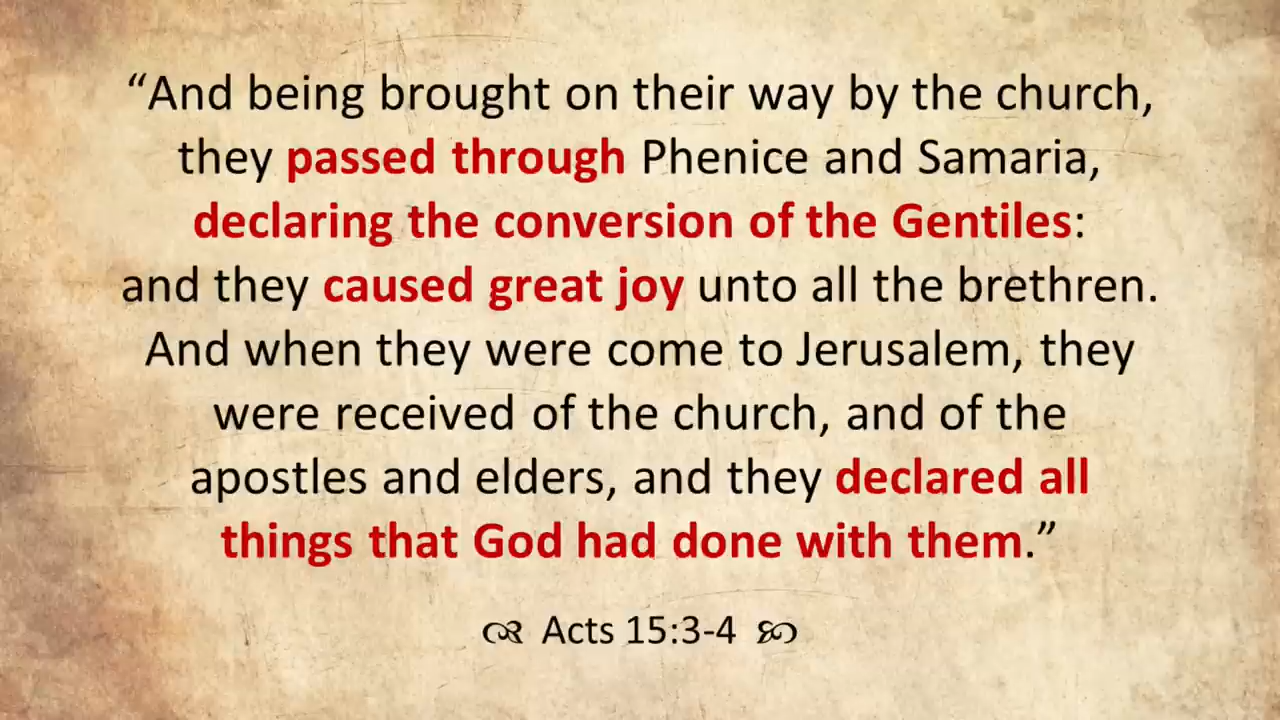 “And being brought on their way by the church,
they passed through Phenice and Samaria,
declaring the conversion of the Gentiles:
and they caused great joy unto all the brethren.
And when they were come to Jerusalem, they
were received of the church, and of the
apostles and elders, and they declared all
things that God had done with them.”
Acts 15:3-4